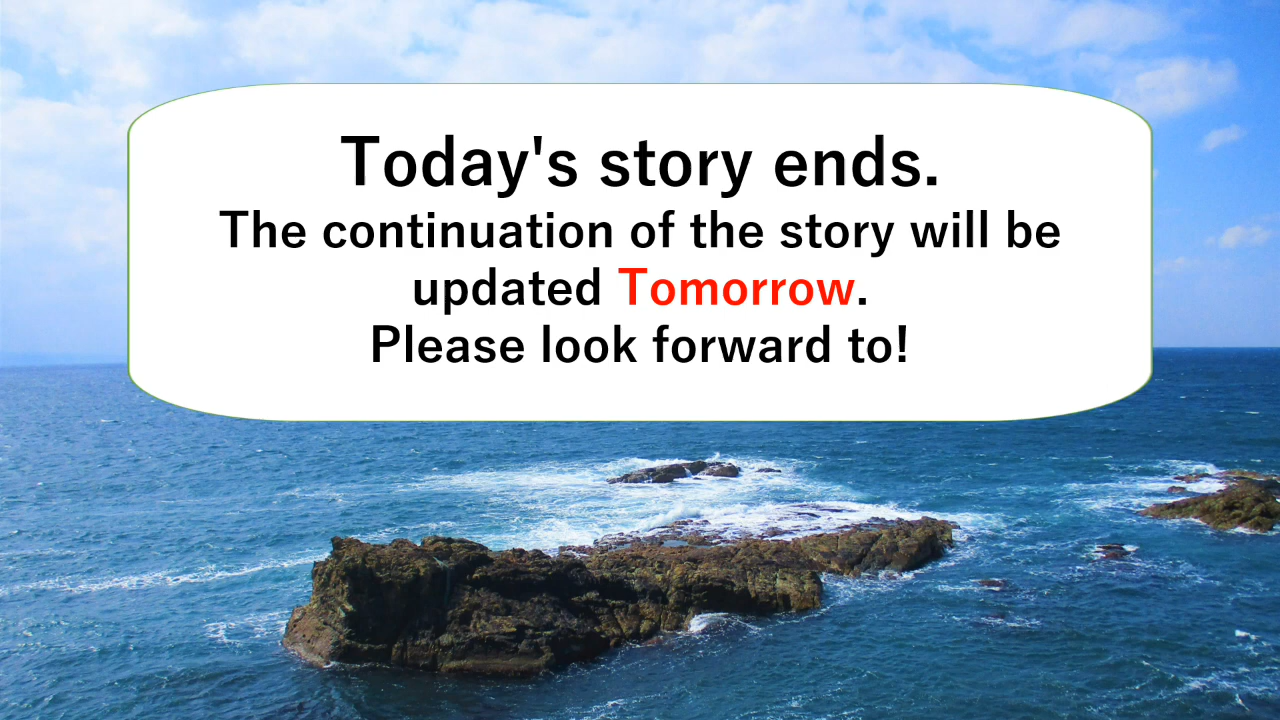 Today's story ends.
The continuation of the story will be
updated Tomorrow.
Please look forward to!